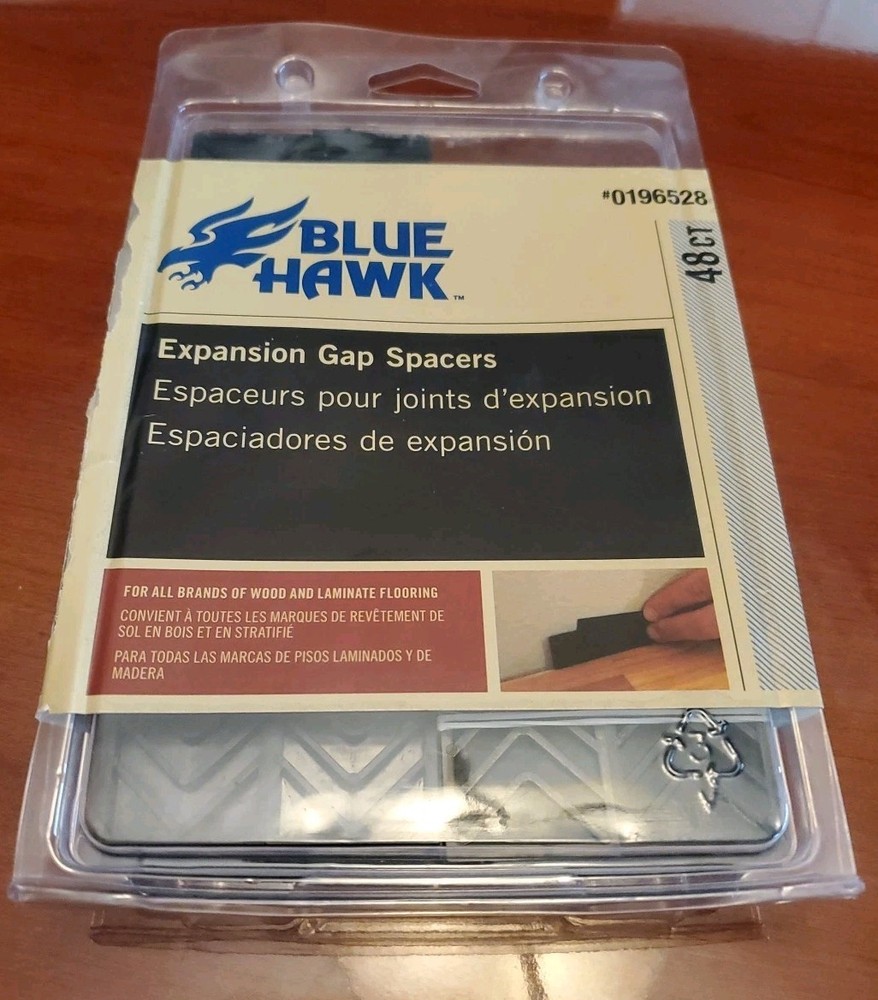 #0196528
48 CT
BLUE
HAWK™
Expansion Gap Spacers
Espaceurs pour joints d'expansion
Espaciadores de expansión
FOR ALL BRANDS OF WOOD AND LAMINATE FLOORING
CONVIENT À TOUTES LES MARQUES DE REVÊTEMENT DE
SOL EN BOIS ET EN STRATIFIÉ
PARA TODAS LAS MARCAS DE PISOS LAMINADOS Y DE
MADERA
1